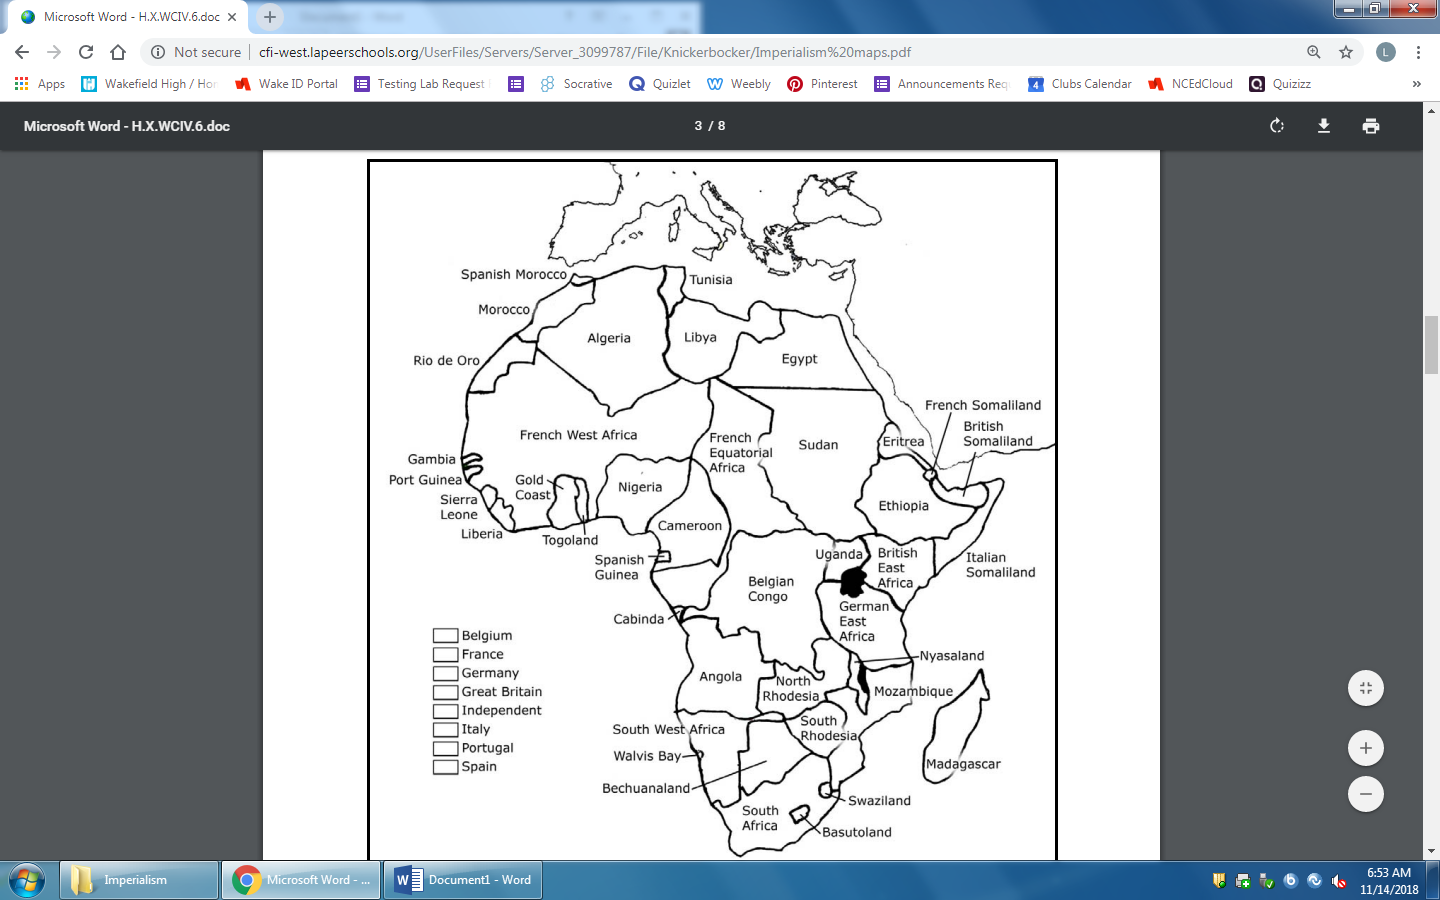 Microsoft Word - H.X.WCIV.6.doc
Document1 - Word
Not secure | cfi-west.lapeerschools.org/UserFiles/Servers/Server_3099787/File/Knickerbocker/Imperialism%20maps.pdf
L
Apps
Wakefield High / Hor
Wake ID Portal
Testing Lab Request
Socrative
Quizlet
Weebly
Pinterest
Announcements Req
Clubs Calendar
NCEdCloud
Quizizz
»
Microsoft Word - H.X.WCIV.6.doc
3 / 8
Spanish Morocco
Tunisia
Morocco
Algeria
Libya
Rio de Oro
Egypt
French Somaliland
British
Somaliland
French West Africa
French
Equatorial
Africa
Sudan
Eritrea
Gambia
Port Guinea
Gold
Coast
Nigeria
Sierra
Leone
Ethiopia
Liberia
Togoland
Cameroon
Spanish
Guinea
Uganda
British
East
Africa
Italian
Somaliland
Belgian
Congo
German
East
Africa
Cabinda
Nyasaland
Angola
North
Rhodesia
Mozambique
South West Africa
South
Rhodesia
Walvis Bay
Madagascar
Bechuanaland
Swaziland
South
Africa
Basutoland
Belgium
France
Germany
Great Britain
Independent
Italy
Portugal
Spain
Imperialism
Microsoft Word - ...
Document1 - Word
6:53 AM
11/14/2018